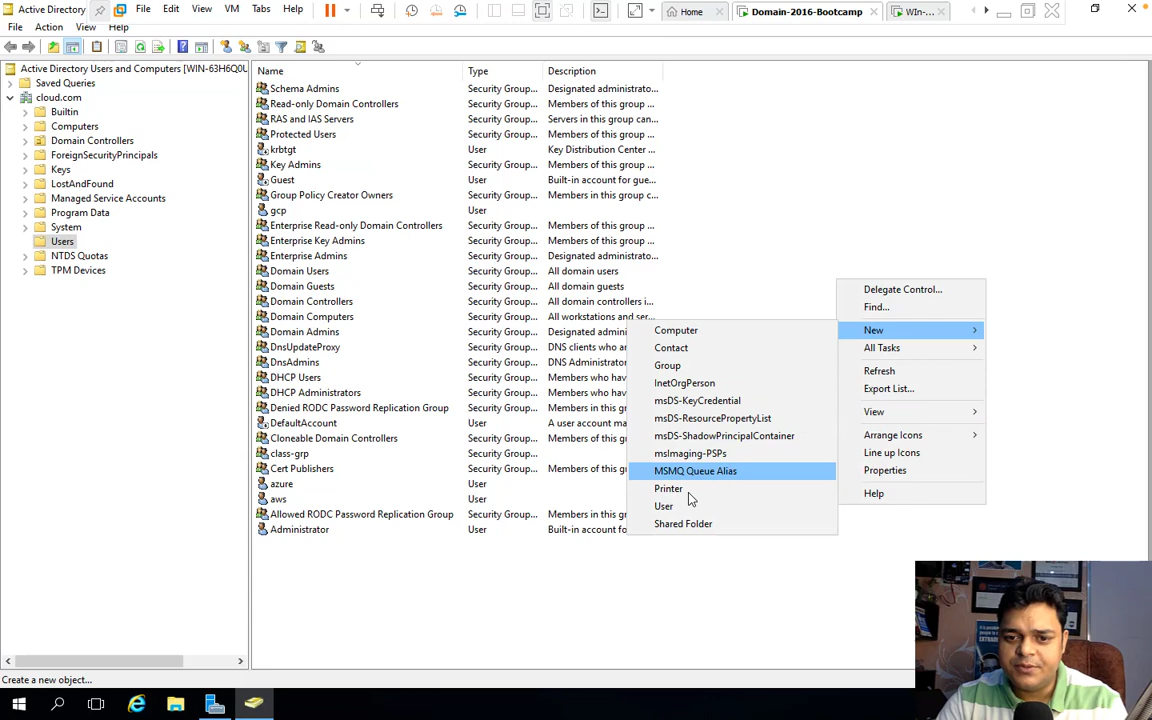 Active Directory
File
Edit
View
VM
Tabs
Help
Home
Domain-2016-Bootcamp
WIn-...
File
Action
View
Help
Active Directory Users and Computers [WIN-63H6Q0U
Saved Queries
cloud.com
Builtin
Computers
Domain Controllers
ForeignSecurityPrincipals
Keys
LostAndFound
Managed Service Accounts
Program Data
System
Users
NTDS Quotas
TPM Devices
Name Type Description
Schema Admins Security Group... Designated administrato...
Read-only Domain Controllers Security Group... Members of this group ...
RAS and IAS Servers Security Group... Servers in this group can...
Protected Users Security Group... Members of this group ...
krbtgt User Key Distribution Center ...
Key Admins Security Group... Members of this group ...
Guest User Built-in account for gue...
Group Policy Creator Owners Security Group... Members in this group c...
gcp User
Enterprise Read-only Domain Controllers Security Group... Members of this group ...
Enterprise Key Admins Security Group... Members of this group ...
Enterprise Admins Security Group... Designated administrato...
Domain Users Security Group... All domain users
Domain Guests Security Group... All domain guests
Domain Controllers Security Group... All domain controllers i...
Domain Computers Security Group... All workstations and ser...
Domain Admins Security Group... Designated admini
DnsUpdateProxy Security Group... DNS clients who a
DnsAdmins Security Group... DNS Administrator
DHCP Users Security Group... Members who hav
DHCP Administrators Security Group... Members who hav
Denied RODC Password Replication Group Security Group... Members in this g
DefaultAccount User A user account ma
Cloneable Domain Controllers Security Group... Members of this g
class-grp Security Group...
Cert Publishers Security Group... Members of this g
azure User
aws User
Allowed RODC Password Replication Group Security Group... Members in this g
Administrator User Built-in account fo
Computer
Contact
Group
InetOrgPerson
msDS-KeyCredential
msDS-ResourcePropertyList
msDS-ShadowPrincipalContainer
msImaging-PSPs
MSMQ Queue Alias
Printer
User
Shared Folder
Delegate Control...
Find...
New
All Tasks
Refresh
Export List...
View
Arrange Icons
Line up Icons
Properties
Help
Create a new object...